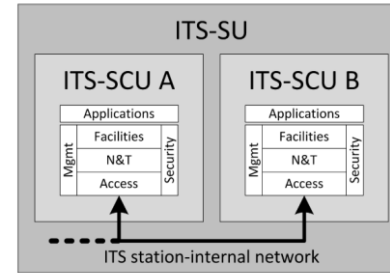 ITS-SU
ITS-SCU A
Applications
Mgmt
Facilities
N&T
Access
Security
ITS-SCU B
Applications
Mgmt
Facilities
N&T
Access
Security
ITS station-internal network